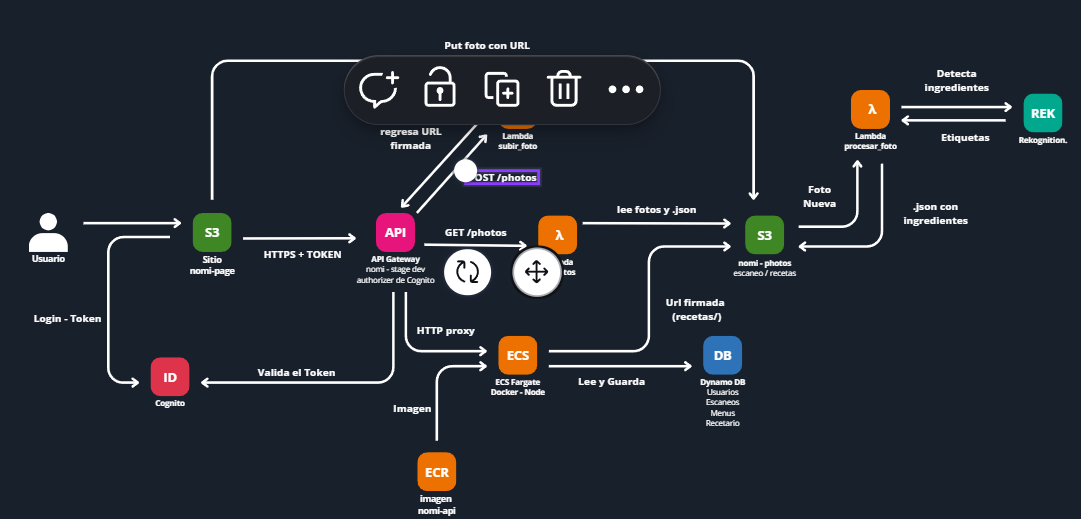 Put foto con URL
regresa URL
firmada
λ
Lambda
subir_foto
OST /photos
Detecta
ingredientes
λ
Lambda
procesar_foto
REK
Rekognition.
Etiquetas
Foto
Nueva
.json con
ingredientes
Usuario
S3
Sitio
nomi-page
HTTPS + TOKEN
API
API Gateway
nomi - stage dev
authorizer de Cognito
GET /photos
λ
lee fotos y .json
S3
nomi - photos
escaneo / recetas
Login - Token
HTTP proxy
Url firmada
(recetas/)
ID
Cognito
Valida el Token
ECS
ECS Fargate
Docker - Node
Lee y Guarda
DB
Dynamo DB
Usuarios
Escaneos
Menus
Recetario
Imagen
ECR
imagen
nomi-api